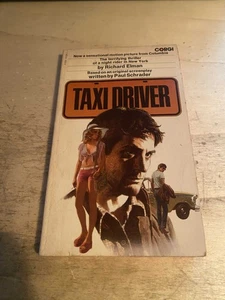 CORGI
Now a sensational motion picture from Columbia
The terrifying thriller
of a night rider in New York
by Richard Elman
Based on an original screenplay
written by Paul Schrader
TAXI DRIVER